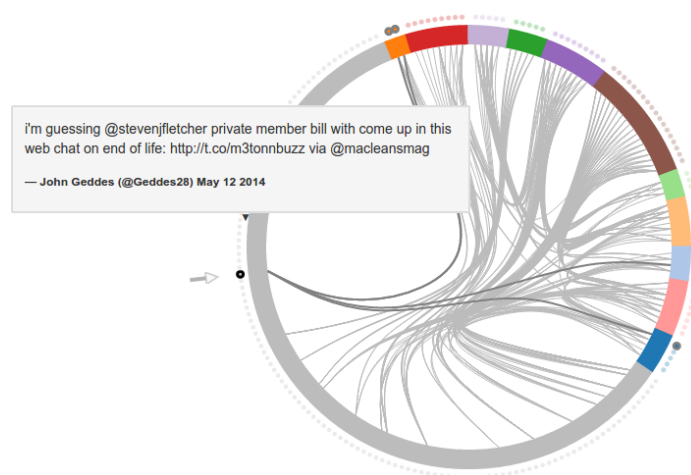 i'm guessing @stevenjfletcher private member bill with come up in this
web chat on end of life: http://t.co/m3tonnbuzz via @macleansmag
— John Geddes (@Geddes28) May 12 2014